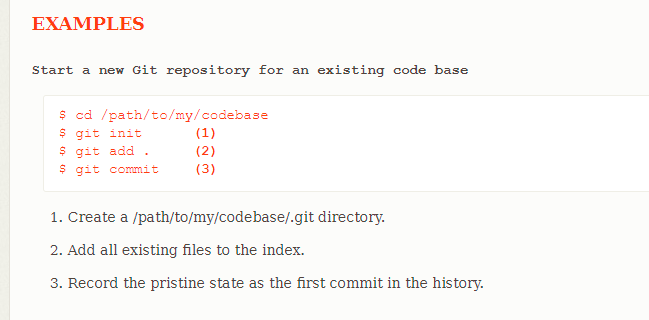 EXAMPLES
Start a new Git repository for an existing code base
$ cd /path/to/my/codebase
$ git init      (1)
$ git add .     (2)
$ git commit    (3)
1. Create a /path/to/my/codebase/.git directory.
2. Add all existing files to the index.
3. Record the pristine state as the first commit in the history.